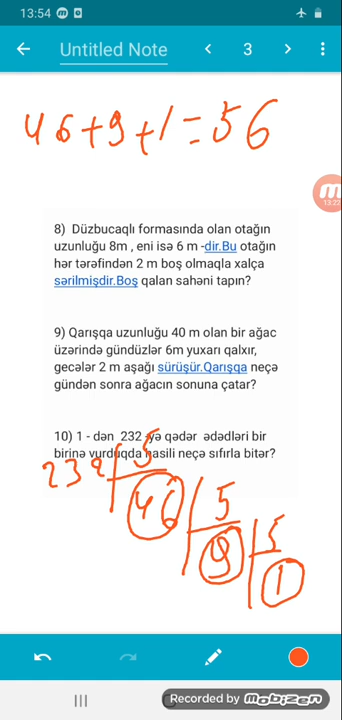 13:54
Untitled Note
3
46+9+1=56
13:22
8) Düzbucaqlı formasında olan otağın
uzunluğu 8m , eni isə 6 m -dir.Bu otağın
hər tərəfindən 2 m boş olmaqla xalça
sərilmişdir.Boş qalan sahəni tapın?
9) Qarışqa uzunluğu 40 m olan bir ağac
üzərində gündüzlər 6m yuxarı qalxır,
gecələr 2 m aşağı sürüşür.Qarışqa neçə
gündən sonra ağacın sonuna çatar?
10) 1 - dən 232 -yə qədər ədədləri bir
birinə vurduqda hasili neçə sıfırla bitər?
232 5
46 5
9 5
1
Recorded by mobizen